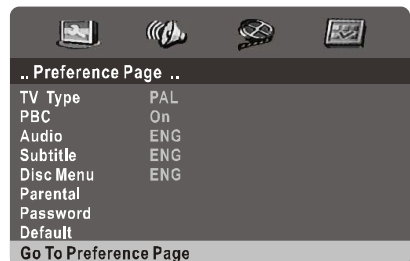 .. Preference Page ..
TV Type PAL
PBC On
Audio ENG
Subtitle ENG
Disc Menu ENG
Parental
Password
Default
Go To Preference Page